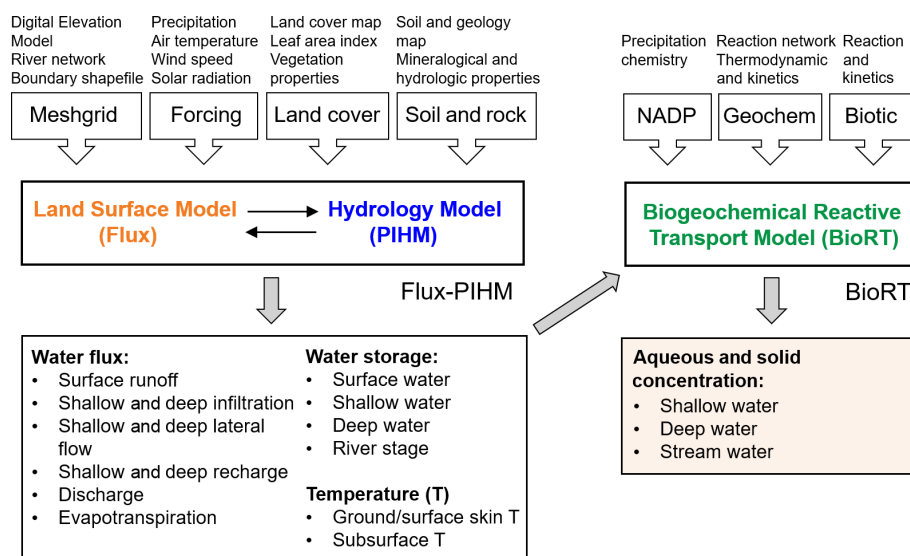 Digital Elevation
Model
River network
Boundary shapefile
Precipitation
Air temperature
Wind speed
Solar radiation
Land cover map
Leaf area index
Vegetation
properties
Soil and geology
map
Mineralogical and
hydrologic properties
Precipitation
chemistry
Reaction network
Thermodynamic
and kinetics
Reaction
and
kinetics
Meshgrid
Forcing
Land cover
Soil and rock
NADP
Geochem
Biotic
Land Surface Model
(Flux)
Hydrology Model
(PIHM)
Biogeochemical Reactive
Transport Model (BioRT)
Flux-PIHM
BioRT
Water flux:
• Surface runoff
• Shallow and deep infiltration
• Shallow and deep lateral
flow
• Shallow and deep recharge
• Discharge
• Evapotranspiration
Water storage:
• Surface water
• Shallow water
• Deep water
• River stage
Temperature (T)
• Ground/surface skin T
• Subsurface T
Aqueous and solid
concentration:
• Shallow water
• Deep water
• Stream water